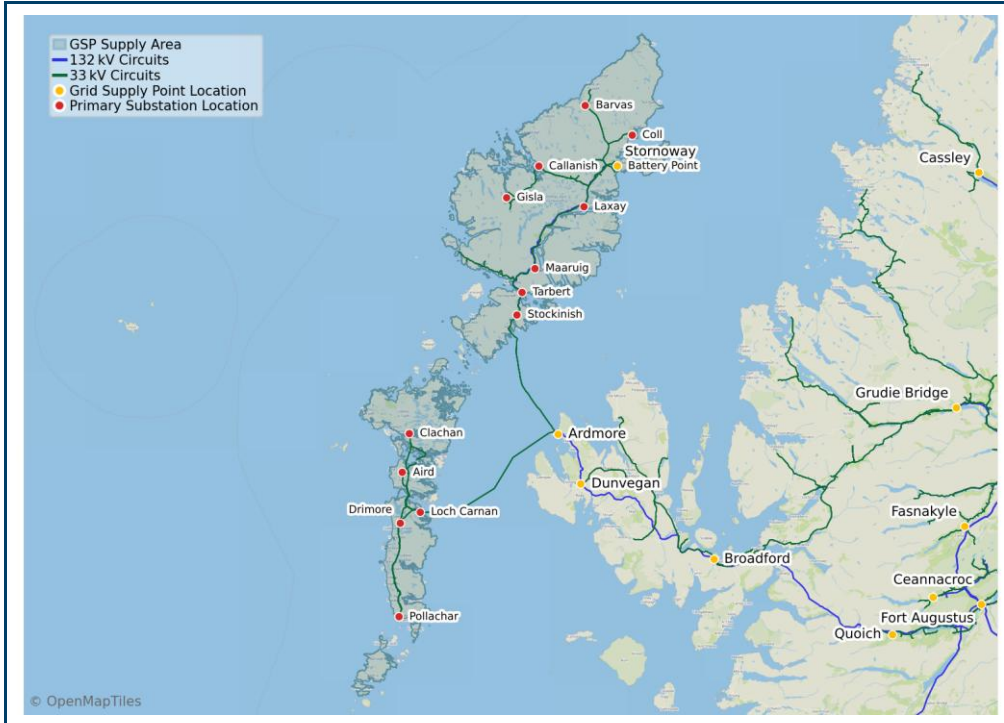 GSP Supply Area
132 kV Circuits
33 kV Circuits
Grid Supply Point Location
Primary Substation Location
Barvas
Coll
Stornoway
Callanish
Battery Point
Cassley
Gisla
Laxay
Maaruig
Tarbert
Stockinish
Grudie Bridge
Clachan
Ardmore
Aird
Dunvegan
Drimore
Loch Carnan
Fasnakyle
Broadford
Ceannacroc
Fort Augustus
Pollachar
Quoich
© OpenMapTiles